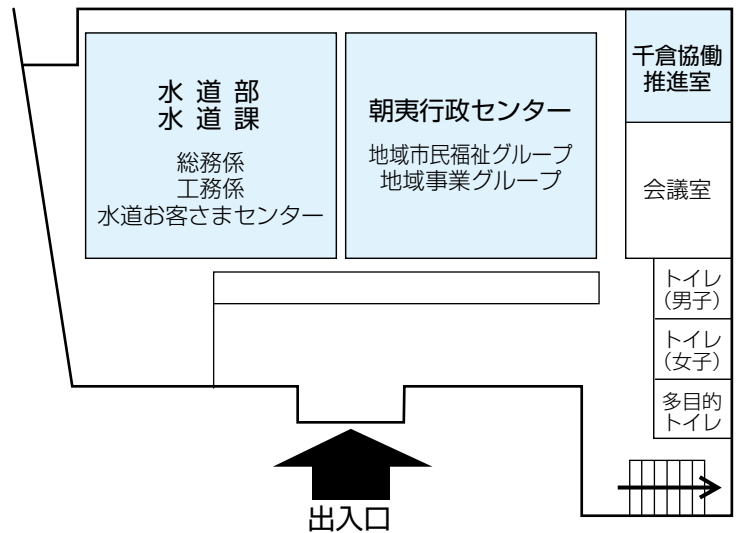 水道部
水道課
総務係
工務係
水道お客さまセンター
朝夷行政センター
地域市民福祉グループ
地域事業グループ
千倉協働
推進室
会議室
トイレ
（男子）
トイレ
（女子）
多目的
トイレ
出入口